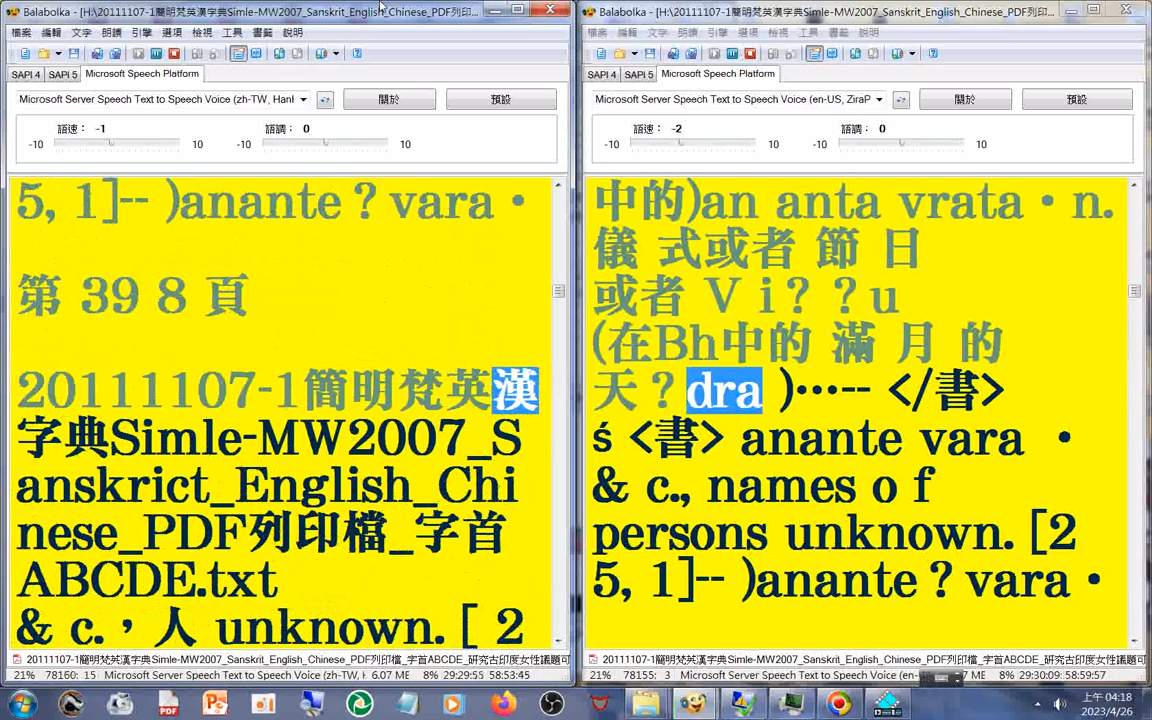 Balabolka - [H:\20111107-1簡明梵英漢字典Simle-MW2007_Sanskrit_English_Chinese_PDF列印...
檔案 編輯 文字 朗讀 引擎 選項 檢視 工具 書籤 說明
SAPI 4 SAPI 5 Microsoft Speech Platform
Microsoft Server Speech Text to Speech Voice (zh-TW, Hanl 關於 預設
語速： -1 語調： 0
-10 10 -10 10
5, 1]-- )anante？vara・
第 39 8 頁
20111107-1簡明梵英漢
字典Simle-MW2007_S
anskrict_English_Chi
nese_PDF列印檔_字首
ABCDE.txt
& c.，人 unknown. [ 2
20111107-1簡明梵英漢字典Simle-MW2007_Sanskrit_English_Chinese_PDF列印檔_字首ABCDE_研究古印度女性議題可
21% 78160: 15 Microsoft Server Speech Text to Speech Voice (zh-TW, H 6.07 MB 8% 29:29:55 58:53:45
Balabolka - [H:\20111107-1簡明梵英漢字典Simle-MW2007_Sanskrit_English_Chinese_PDF列印...
檔案 編輯 文字 朗讀 引擎 選項 檢視 工具 書籤 說明
SAPI 4 SAPI 5 Microsoft Speech Platform
Microsoft Server Speech Text to Speech Voice (en-US, ZiraP 關於 預設
語速： -2 語調： 0
-10 10 -10 10
中的)an anta vrata・n.
儀 式或者 節 日
或者 V i？？u
(在Bh中的 滿 月 的
天？dra )…-- </書>
ś <書> anante vara ・
& c., names o f
persons unknown. [2
5, 1]-- )anante？vara・
20111107-1簡明梵英漢字典Simle-MW2007_Sanskrit_English_Chinese_PDF列印檔_字首ABCDE_研究古印度女性議題可
21% 78155: 3 Microsoft Server Speech Text to Speech Voice 8% 29:30:09 58:59:57
上午 04:18
2023/4/26